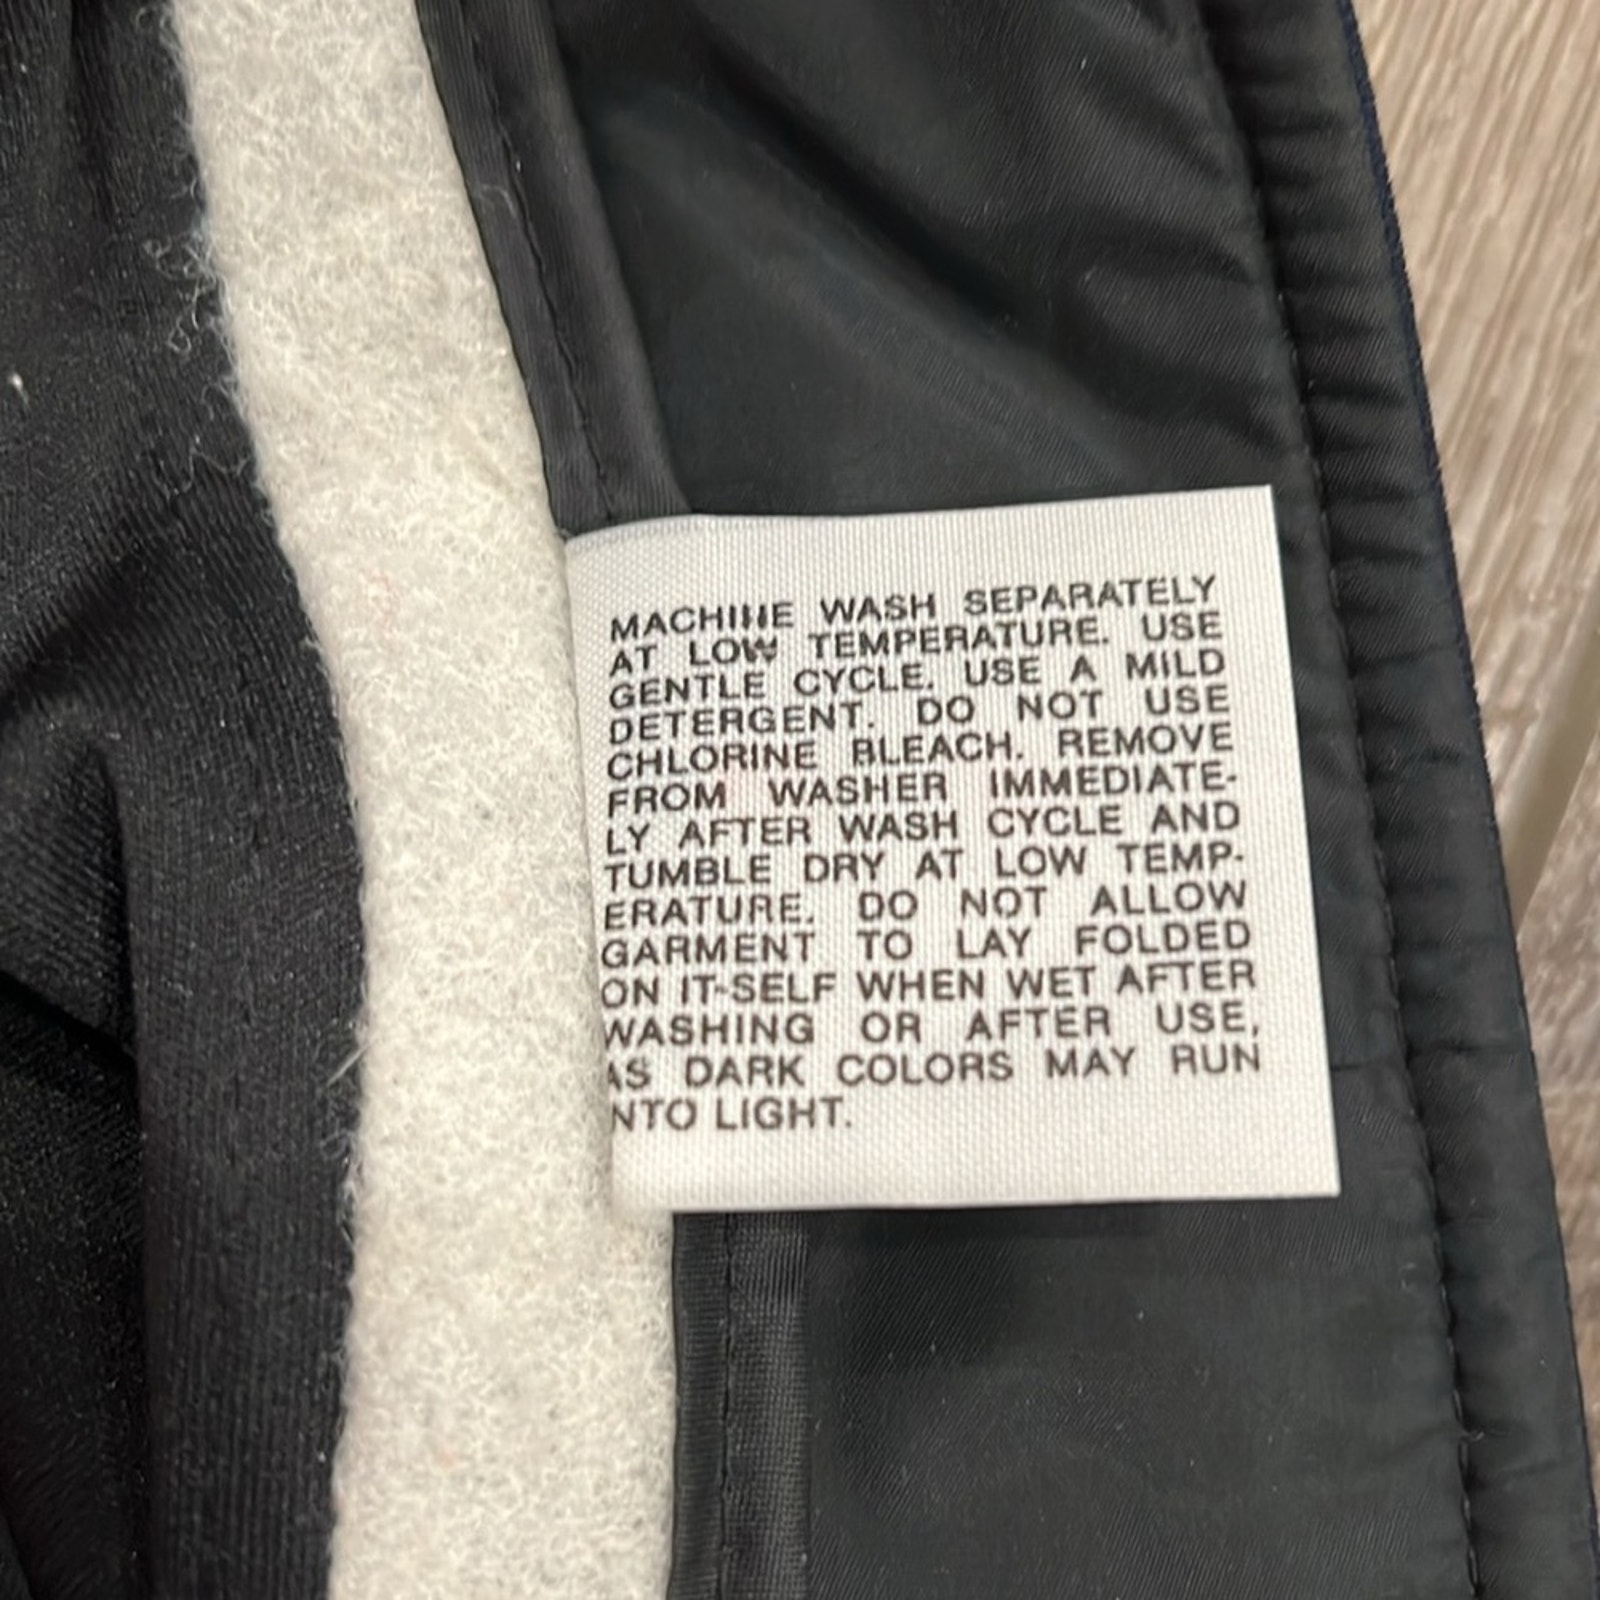 MACHINE WASH SEPARATELY
AT LOW TEMPERATURE. USE
GENTLE CYCLE. USE A MILD
DETERGENT. DO NOT USE
CHLORINE BLEACH. REMOVE
FROM WASHER IMMEDIATE-
LY AFTER WASH CYCLE AND
TUMBLE DRY AT LOW TEMP-
ERATURE. DO NOT ALLOW
GARMENT TO LAY FOLDED
ON IT-SELF WHEN WET AFTER
WASHING OR AFTER USE,
AS DARK COLORS MAY RUN
NTO LIGHT.